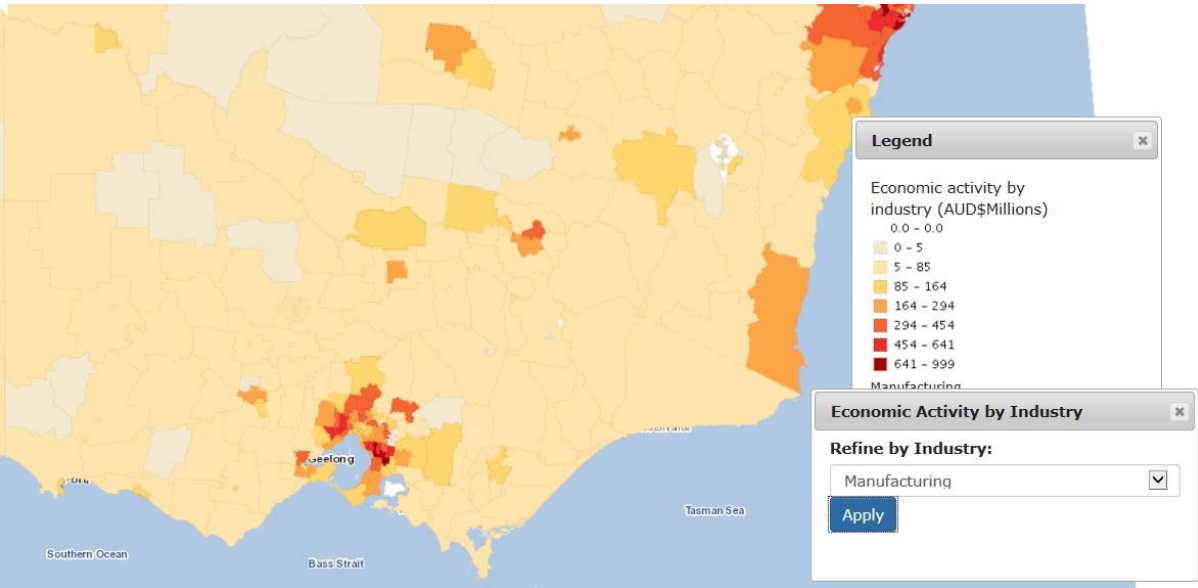 Legend
Economic activity by
industry (AUD$Millions)
0.0 – 0.0
0 – 5
5 – 85
85 – 164
164 – 294
294 – 454
454 – 641
641 – 999
Manufacturing
Economic Activity by Industry
Refine by Industry:
Manufacturing
Apply
Geelong
Tasman Sea
Southern Ocean
Bass Strait